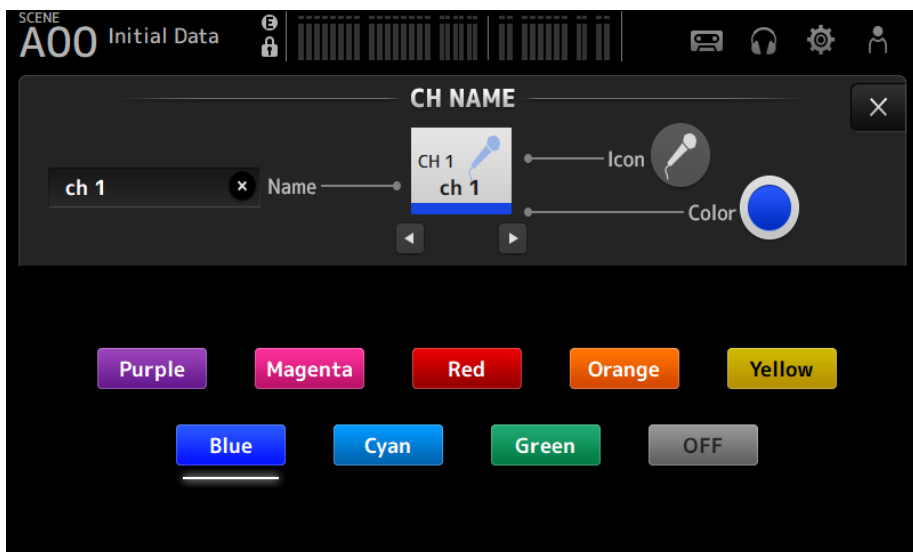 SCENE
A00 Initial Data
E
CH NAME
ch 1
Name
CH 1
ch 1
Icon
Color
Purple Magenta Red Orange Yellow
Blue Cyan Green OFF